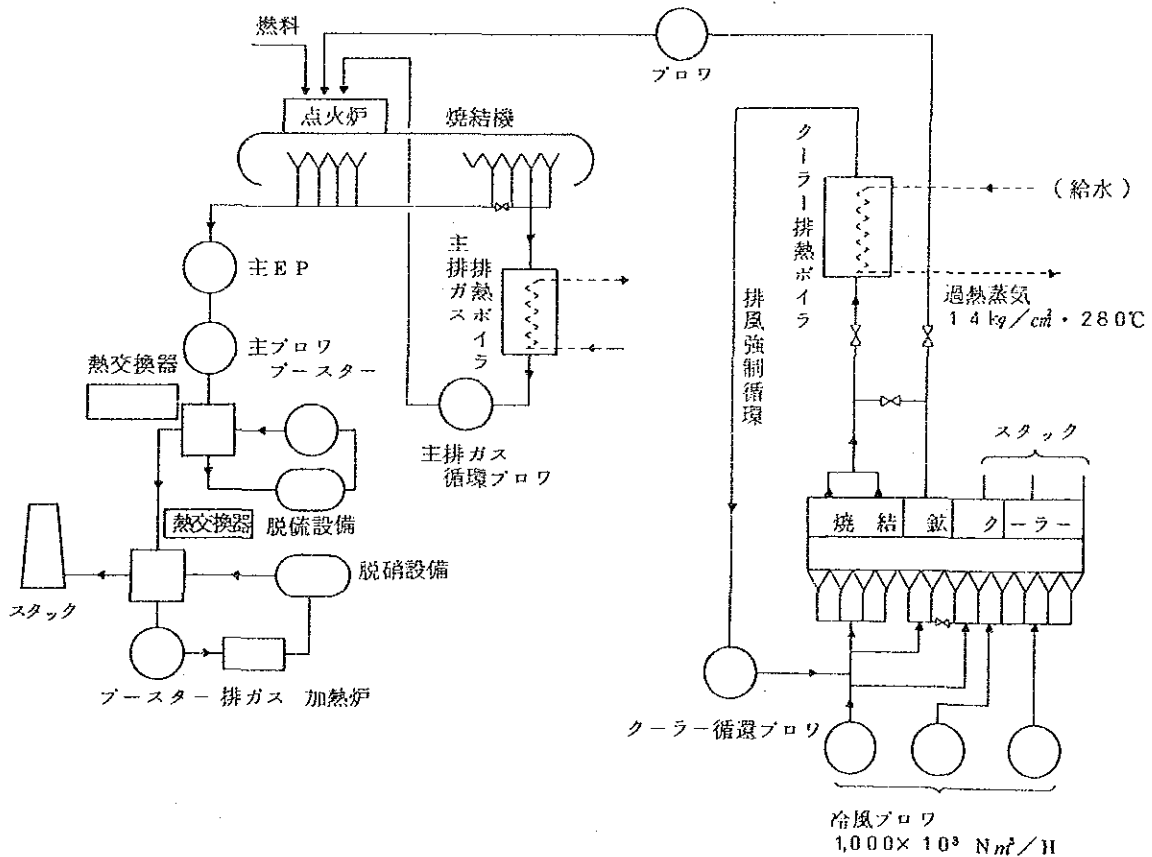 燃料
ブロワ
点火炉
焼結機
クーラー排熱ボイラ
(給水)
過熱蒸気
14kg/cm²・280℃
主EP
主排ガス
排熱ボイラ
排風強制循環
主ブロワ
ブースター
熱交換器
主排ガス
循環ブロワ
スタック
焼結鉱クーラー
熱交換器
脱硫設備
脱硝設備
スタック
ブースター
排ガス 加熱炉
クーラー循環ブロワ
冷風ブロワ
1,000×10³ Nm³/H